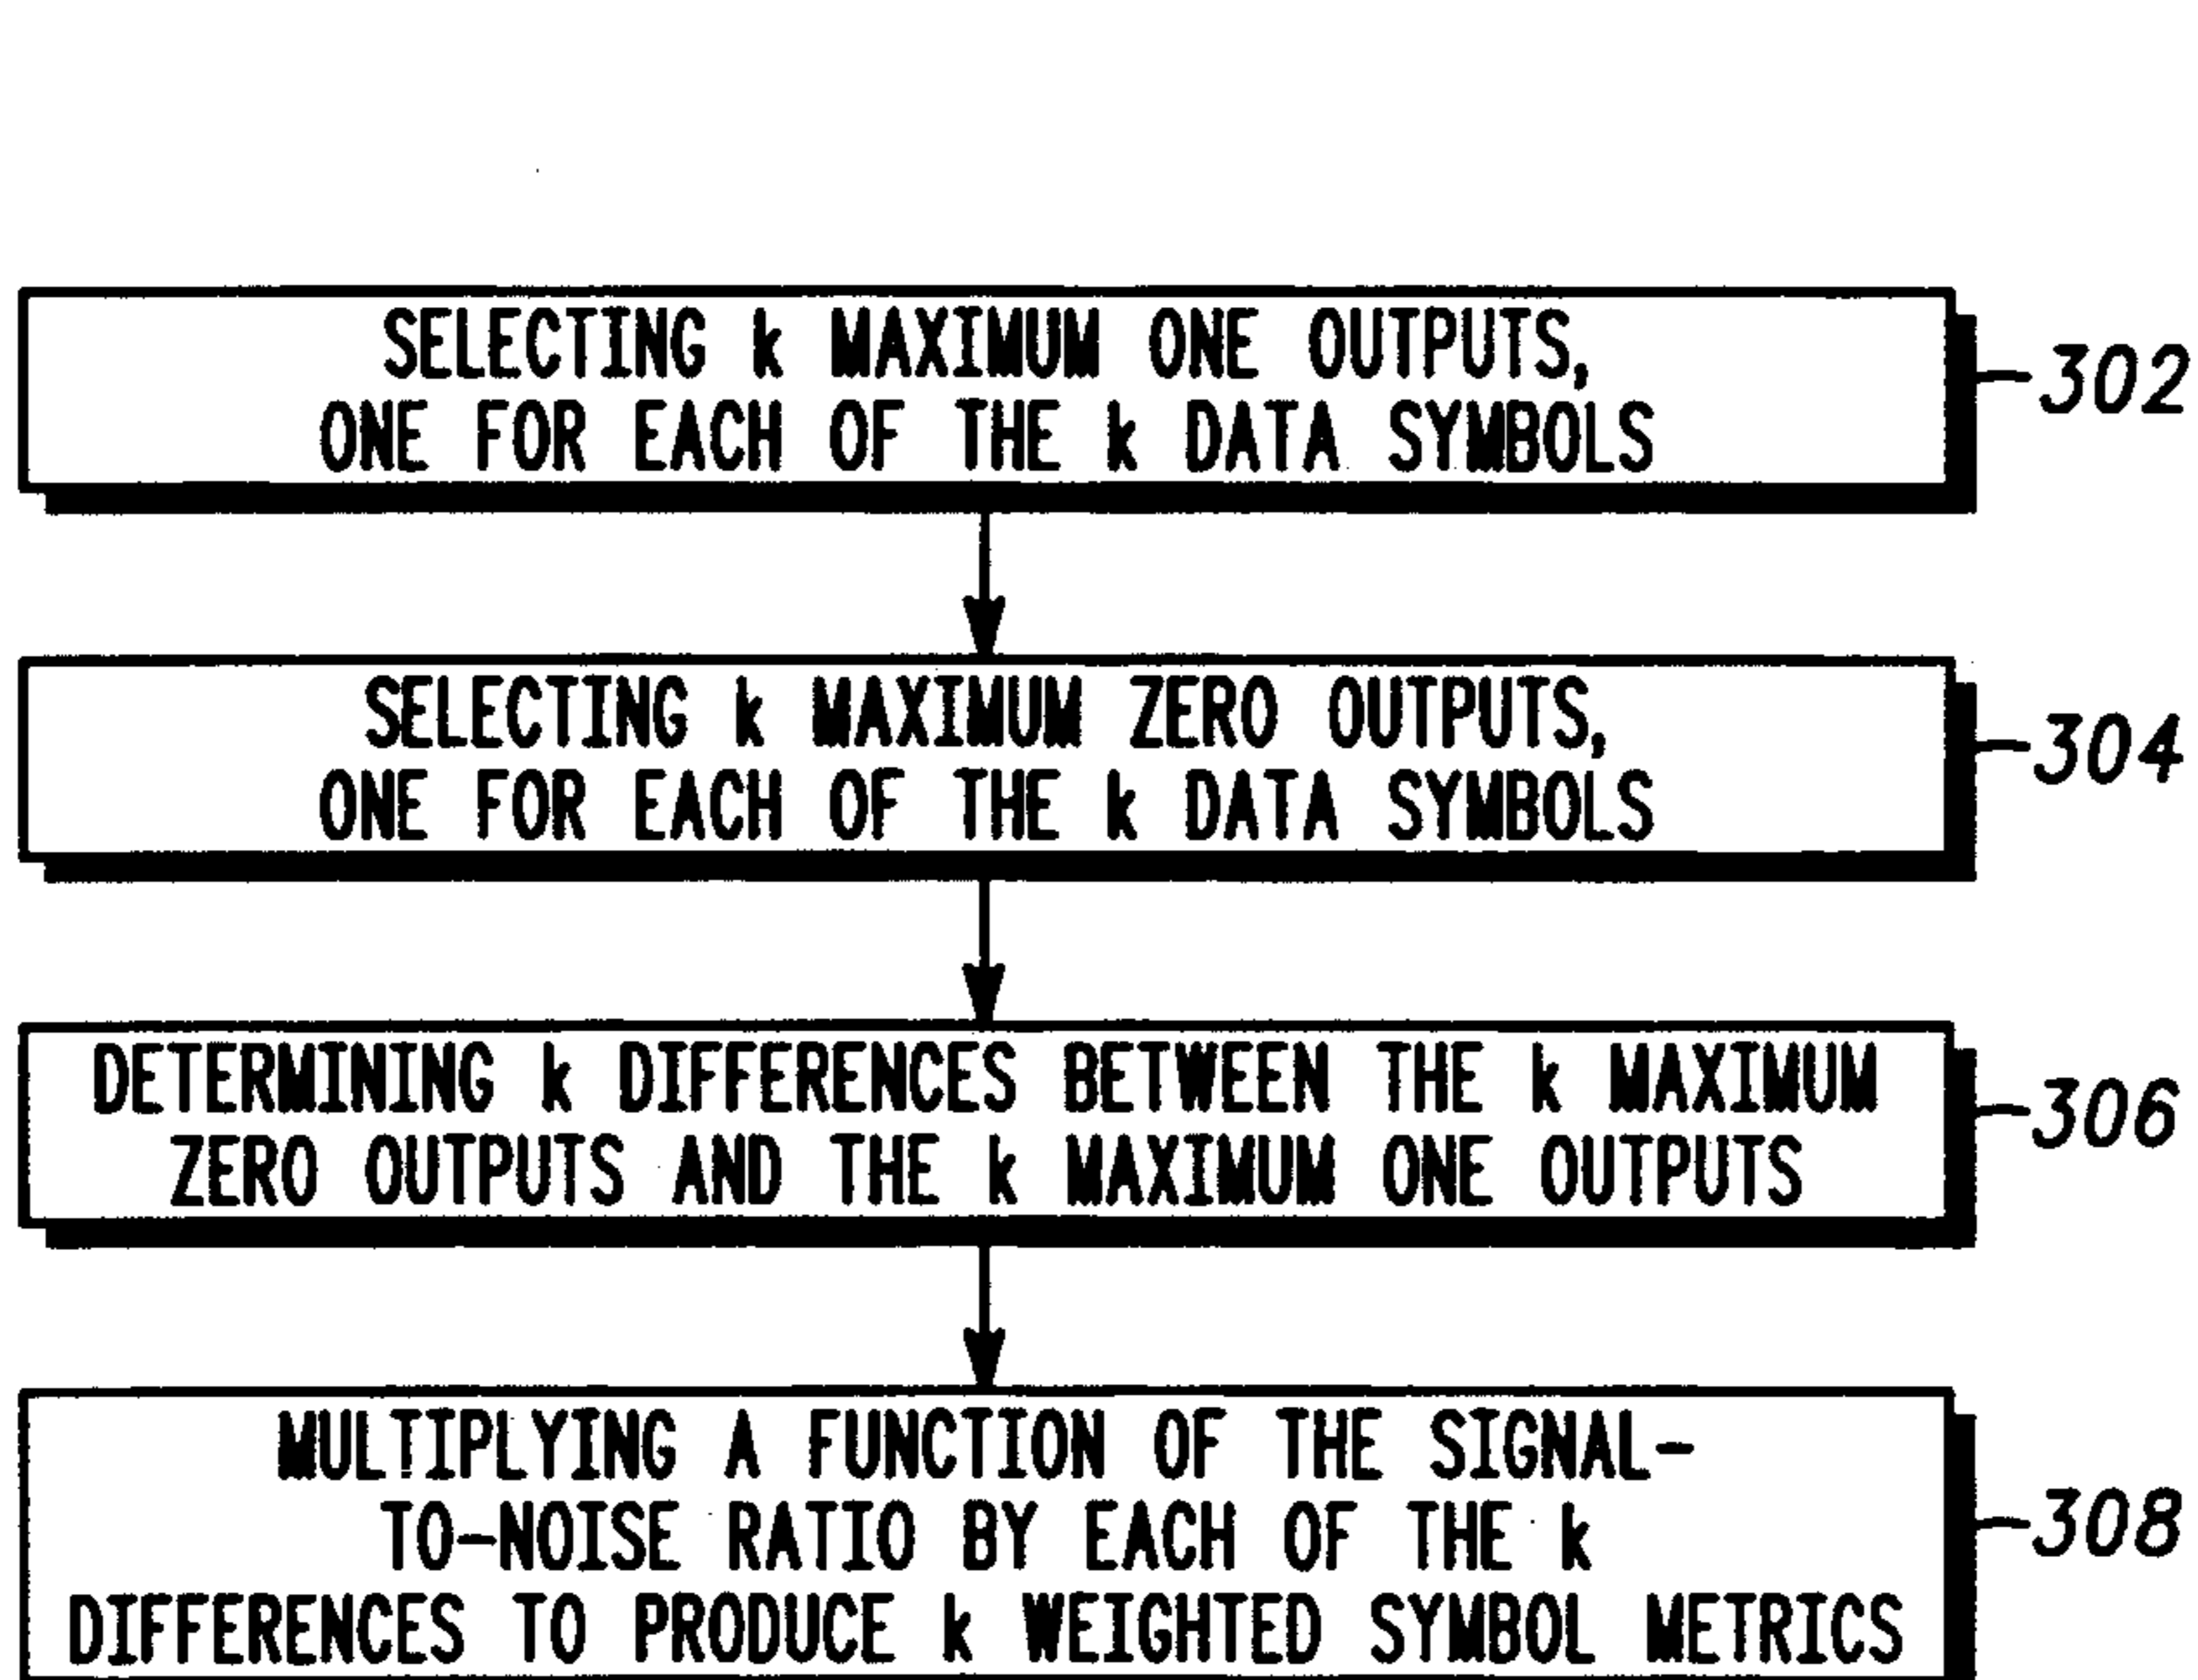 SELECTING k MAXIMUM ONE OUTPUTS,
ONE FOR EACH OF THE k DATA SYMBOLS
302
SELECTING k MAXIMUM ZERO OUTPUTS,
ONE FOR EACH OF THE k DATA SYMBOLS
304
DETERMINING k DIFFERENCES BETWEEN THE k MAXIMUM
ZERO OUTPUTS AND THE k MAXIMUM ONE OUTPUTS
306
MULTIPLYING A FUNCTION OF THE SIGNAL-
TO-NOISE RATIO BY EACH OF THE k
DIFFERENCES TO PRODUCE k WEIGHTED SYMBOL METRICS
308